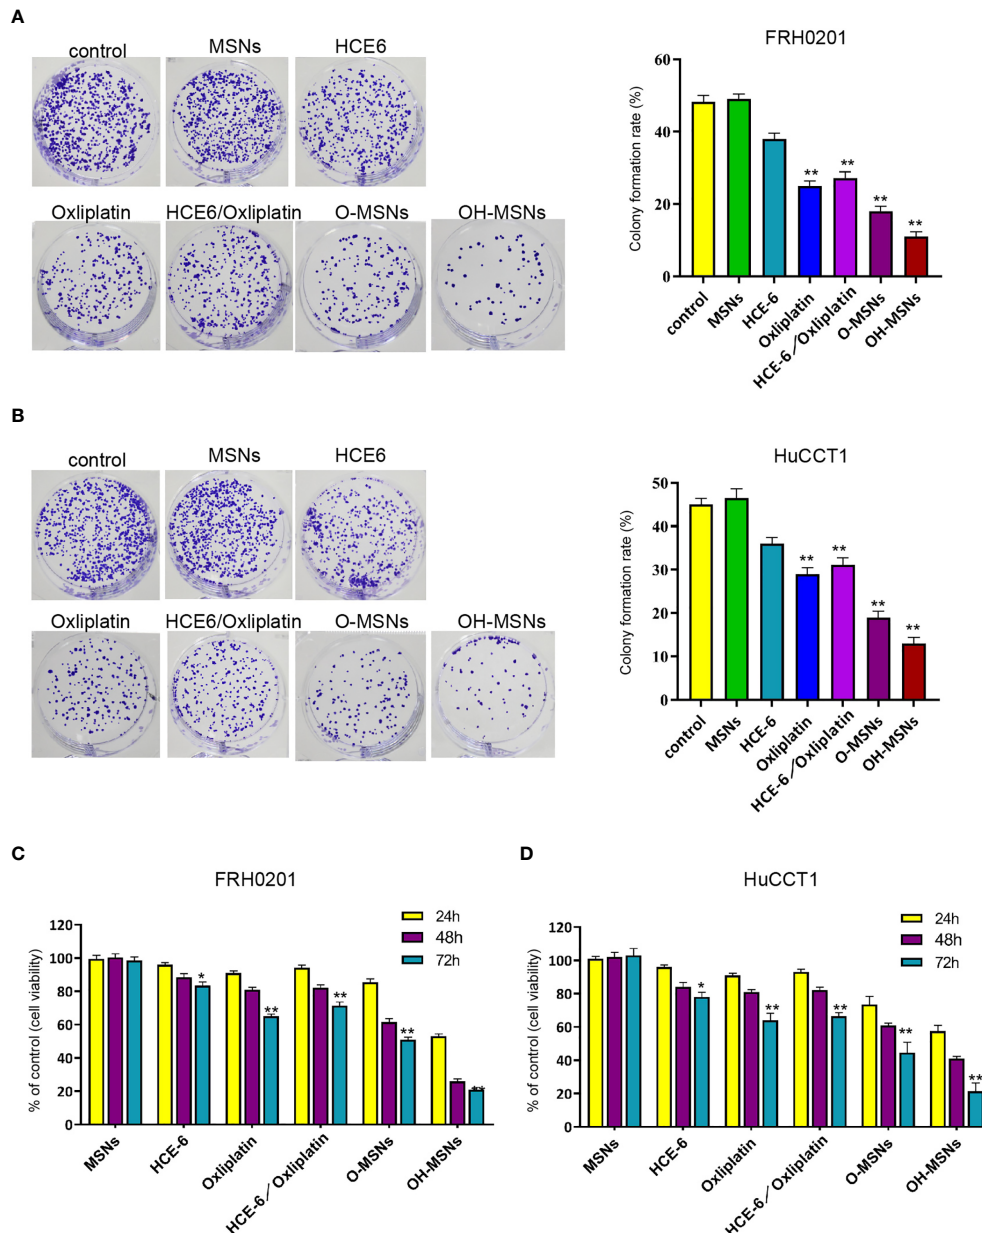 A
control
MSNs
HCE6
Oxliplatin
HCE6/Oxliplatin
O-MSNs
OH-MSNs
FRH0201
Colony formation rate (%)
60
40
20
0
control
MSNs
HCE-6
Oxliplatin
HCE-6/Oxliplatin
O-MSNs
OH-MSNs
**
**
**
**
B
control
MSNs
HCE6
Oxliplatin
HCE6/Oxliplatin
O-MSNs
OH-MSNs
HuCCT1
Colony formation rate (%)
50
40
30
20
10
0
control
MSNs
HCE-6
Oxliplatin
HCE-6/Oxliplatin
O-MSNs
OH-MSNs
**
**
**
**
C
FRH0201
% of control (cell viability)
120
100
80
60
40
20
0
24h
48h
72h
*
**
**
**
**
MSNs
HCE-6
Oxliplatin
HCE-6/Oxliplatin
O-MSNs
OH-MSNs
D
HuCCT1
% of control (cell viability)
120
100
80
60
40
20
0
24h
48h
72h
*
**
**
**
**
MSNs
HCE-6
Oxliplatin
HCE-6/Oxliplatin
O-MSNs
OH-MSNs